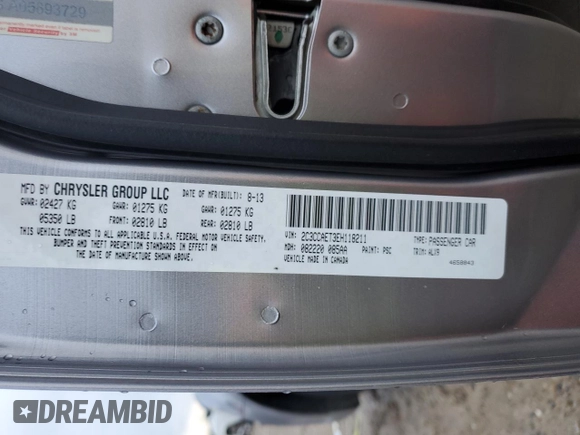 05693729
MFD BY CHRYSLER GROUP LLC
DATE OF MFR(BUILT): 8-13
GVWR: 02427 KG GAWR: 01275 KG GAWR: 01275 KG
05350 LB FRONT: 02810 LB REAR: 02810 LB
THIS VEHICLE CONFORMS TO ALL APPLICABLE U.S.A. FEDERAL MOTOR VEHICLE SAFETY,
BUMPER AND THEFT PREVENTION STANDARDS IN EFFECT ON THE DATE OF
MANUFACTURE SHOWN ABOVE.
VIN: 2C3CCAET3EH118211 TYPE: PASSENGER CAR
MDH: 082220 085AA PAINT: PSC TRIM: ALX9
VEHICLE MADE IN CANADA 4658843
DREAMBID